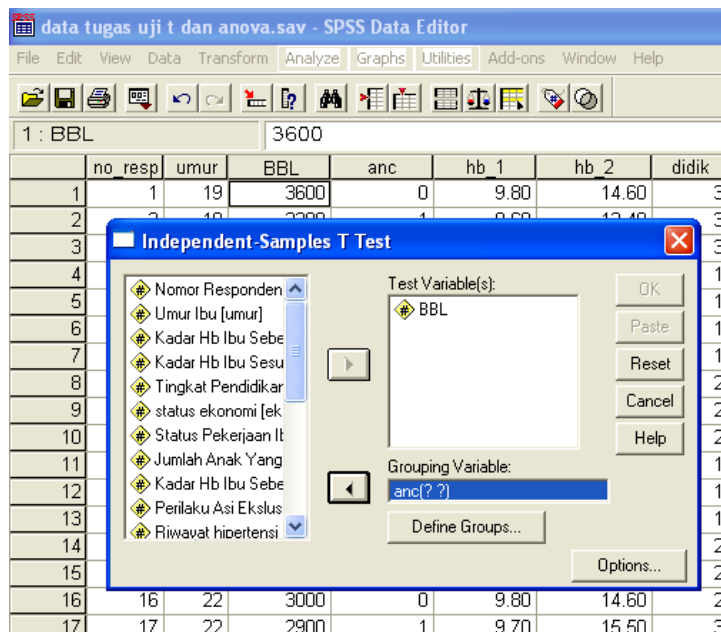 data tugas uji t dan anova.sav - SPSS Data Editor
File Edit View Data Transform Analyze Graphs Utilities Add-ons Window Help
1 : BBL 3600
no_resp umur BBL anc hb_1 hb_2 didik
1 1 19 3600 0 9.80 14.60 3
2
3
4
5
6
7
8
9
10
11
12
13
14
15
Independent-Samples T Test
Nomor Responden
Umur Ibu [umur]
Kadar Hb Ibu Sebe
Kadar Hb Ibu Sesu
Tingkat Pendidikan
status ekonomi [ek
Status Pekerjaan It
Jumlah Anak Yang
Kadar Hb Ibu Sebe
Perilaku Asi Ekslus
Riwayat hipertensi
Test Variable(s):
BBL
Grouping Variable:
anc(? ?)
Define Groups...
OK
Paste
Reset
Cancel
Help
Options...
16 16 22 3000 0 9.80 14.60 2
17 17 22 2900 1 9.70 15.50 3